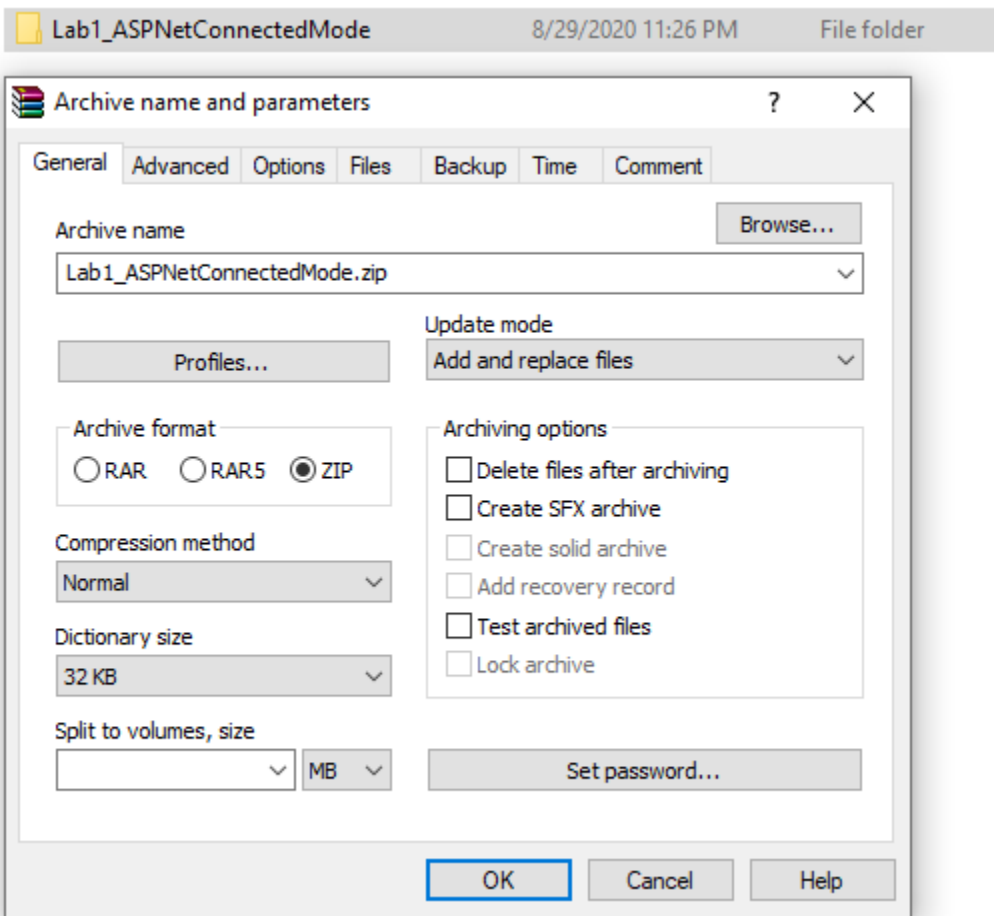 Lab1_ASPNetConnectedMode 8/29/2020 11:26 PM File folder
Archive name and parameters ?
General Advanced Options Files Backup Time Comment
Archive name
Browse...
Lab1_ASPNetConnectedMode.zip
Update mode
Profiles...
Add and replace files
Archive format
RAR RAR5 ZIP
Archiving options
Delete files after archiving
Create SFX archive
Create solid archive
Add recovery record
Test archived files
Lock archive
Compression method
Normal
Dictionary size
32 KB
Split to volumes, size
MB
Set password...
OK Cancel Help